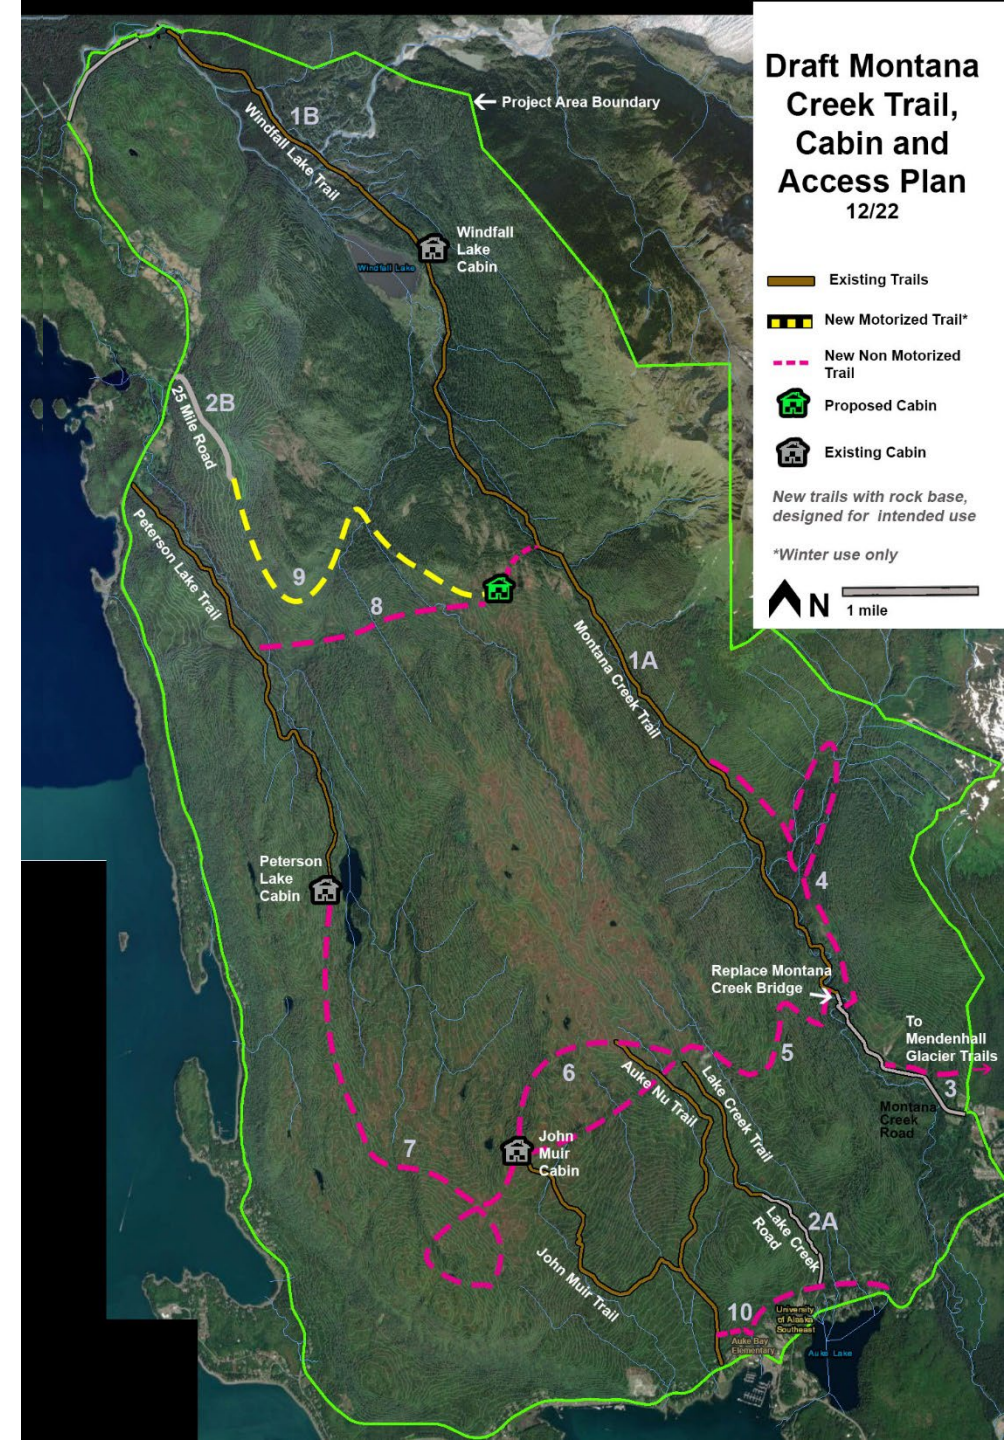 Draft Montana
Creek Trail,
Cabin and
Access Plan
12/22
Existing Trails
New Motorized Trail*
New Non Motorized
Trail
Proposed Cabin
Existing Cabin
New trails with rock base,
designed for intended use
*Winter use only
N
1 mile
Project Area Boundary
1B
Windfall Lake Trail
Windfall
Lake
Cabin
Windfall Lake
2B
25 Mile Road
Peterson Lake Trail
9
8
1A
Montana Creek Trail
Peterson
Lake
Cabin
4
Replace Montana
Creek Bridge
To
Mendenhall
Glacier Trails
5
3
Montana
Creek
Road
6
Auke Nu Trail
Lake Creek Trail
7
John
Muir
Cabin
2A
Lake Creek
Road
John Muir Trail
10
University
of Alaska
Southeast
Auke Bay
Elementary
Auke Lake